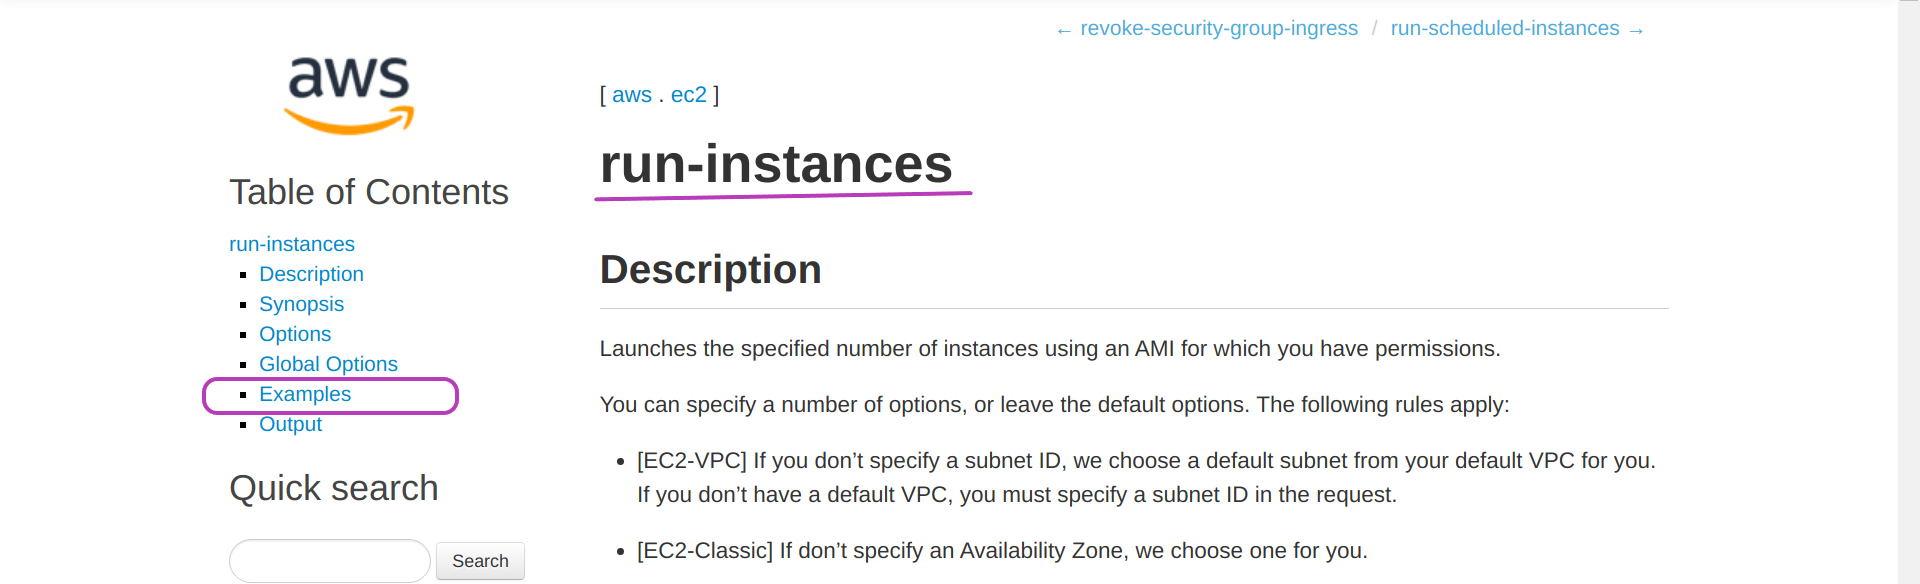 ← revoke-security-group-ingress / run-scheduled-instances →
aws
[ aws . ec2 ]
run-instances
Table of Contents
run-instances
Description
Synopsis
Options
Global Options
Examples
Output
Quick search
Search
Description
Launches the specified number of instances using an AMI for which you have permissions.
You can specify a number of options, or leave the default options. The following rules apply:
• [EC2-VPC] If you don’t specify a subnet ID, we choose a default subnet from your default VPC for you.
If you don’t have a default VPC, you must specify a subnet ID in the request.
• [EC2-Classic] If don’t specify an Availability Zone, we choose one for you.